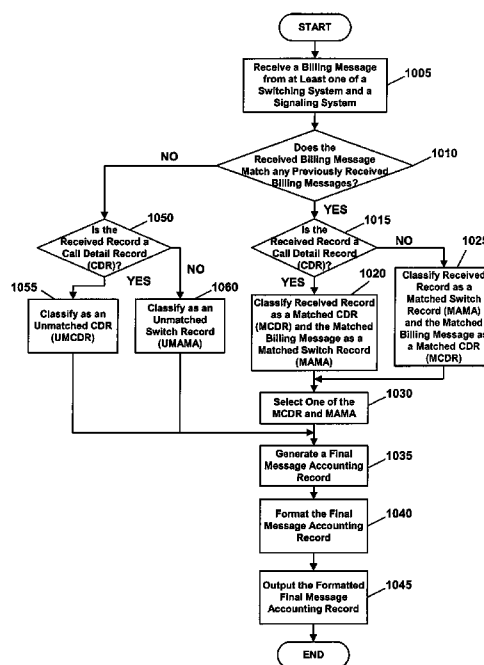 START
Receive a Billing Message
from at Least one of a
Switching System and a
Signaling System
1005
Does the
Received Billing Message
Match any Previously Received
Billing Messages?
1010
NO
YES
1050
Is the
Received Record a
Call Detail Record
(CDR)?
1015
Is the
Received Record a
Call Detail Record
(CDR)?
NO
1025
1055
YES
1060
NO
YES
1020
Classify as an
Unmatched CDR
(UMCDR)
Classify as an
Unmatched
Switch Record
(UMAMA)
Classify Received Record
as a Matched CDR
(MCDR) and the Matched
Billing Message as a
Matched Switch Record
(MAMA)
Classify Received
Record as a
Matched Switch
Record (MAMA)
and the Matched
Billing Message as
a Matched CDR
(MCDR)
Select One of the
MCDR and MAMA
1030
Generate a Final
Message Accounting
Record
1035
Format the Final
Message Accounting
Record
1040
Output the Formatted
Final Message
Accounting Record
1045
END